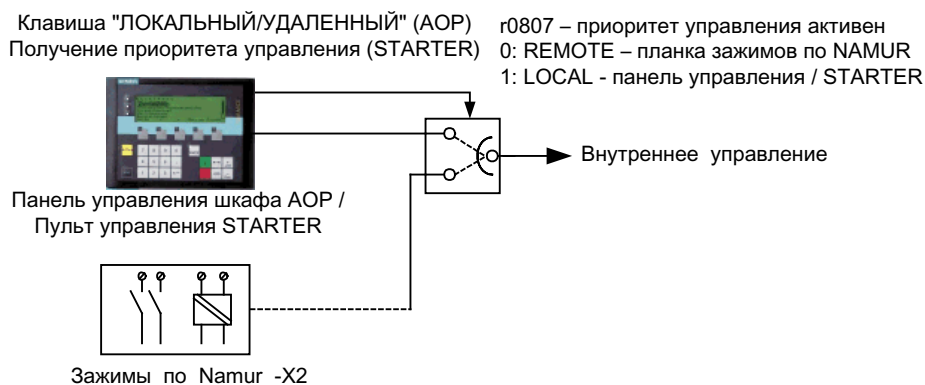 Клавиша "ЛОКАЛЬНЫЙ/УДАЛЕННЫЙ" (AOP)
Получение приоритета управления (STARTER)
r0807 – приоритет управления активен
0: REMOTE – планка зажимов по NAMUR
1: LOCAL - панель управления / STARTER
Внутреннее управление
Панель управления шкафа AOP /
Пульт управления STARTER
Зажимы по Namur -X2